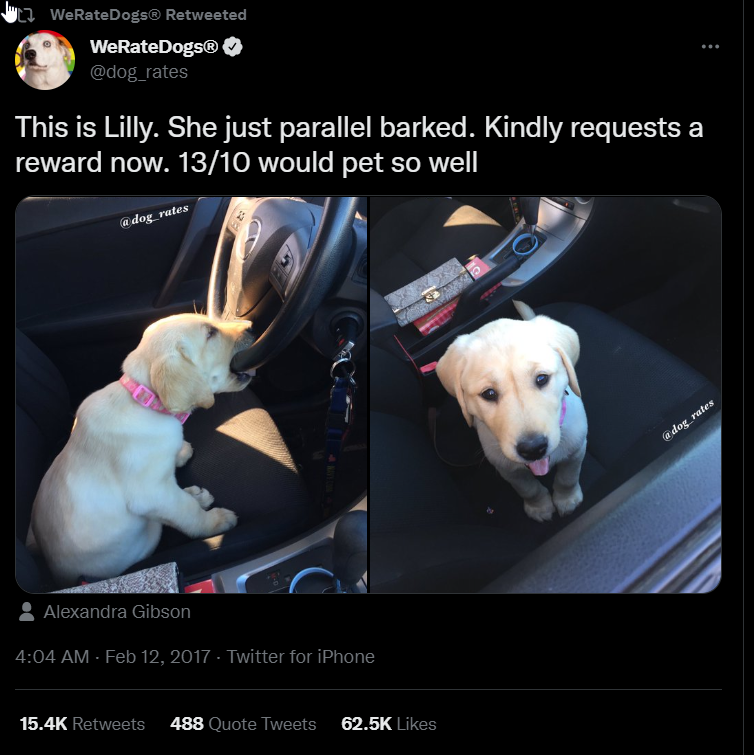 WeRateDogs® Retweeted
WeRateDogs®
@dog_rates
This is Lilly. She just parallel barked. Kindly requests a
reward now. 13/10 would pet so well
@dog_rates
@dog_rates
Alexandra Gibson
4:04 AM · Feb 12, 2017 · Twitter for iPhone
15.4K Retweets 488 Quote Tweets 62.5K Likes